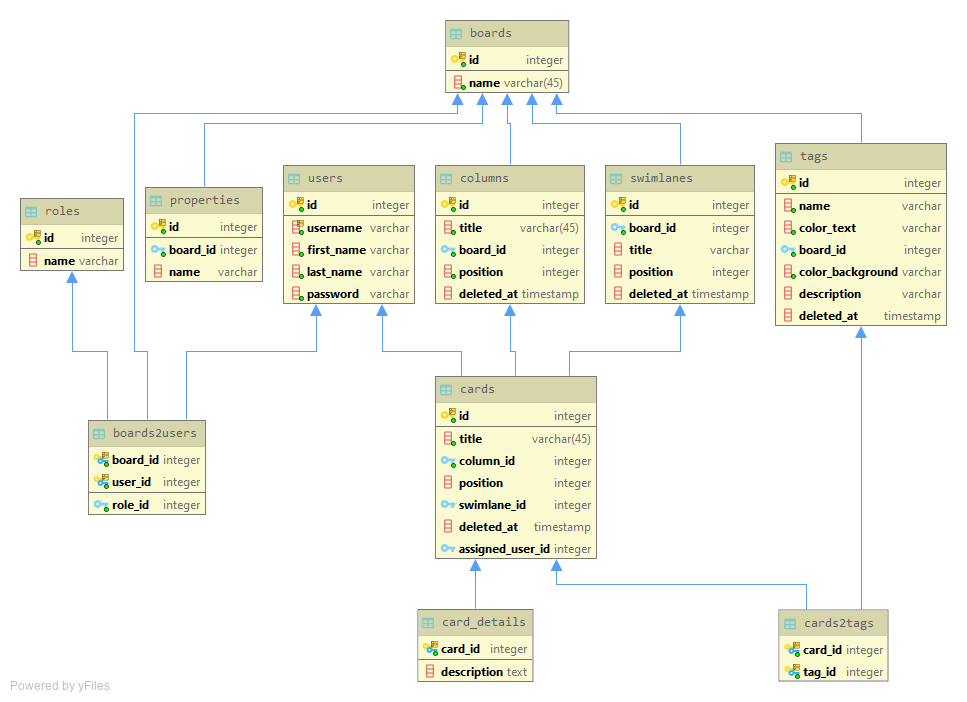 boards
id integer
name varchar(45)
roles
id integer
name varchar
properties
id integer
board_id integer
name varchar
users
id integer
username varchar
first_name varchar
last_name varchar
password varchar
columns
id integer
title varchar(45)
board_id integer
position integer
deleted_at timestamp
swimlanes
id integer
board_id integer
title varchar
position integer
deleted_at timestamp
tags
id integer
name varchar
color_text varchar
board_id integer
color_background varchar
description varchar
deleted_at timestamp
boards2users
board_id integer
user_id integer
role_id integer
cards
id integer
title varchar(45)
column_id integer
position integer
swimlane_id integer
deleted_at timestamp
assigned_user_id integer
card_details
card_id integer
description text
cards2tags
card_id integer
tag_id integer
Powered by yFiles